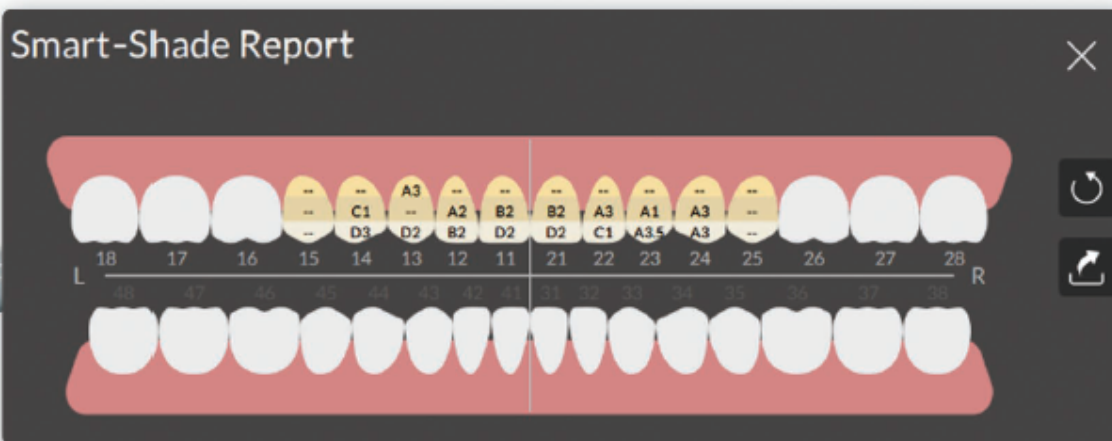 Smart-Shade Report
-- -- A3 -- -- -- -- -- -- --
-- C1 -- A2 B2 B2 A3 A1 A3 --
-- D3 D2 B2 D2 D2 C1 A3.5 A3 --
18 17 16 15 14 13 12 11 21 22 23 24 25 26 27 28
L R
48 47 46 45 44 43 42 41 31 32 33 34 35 36 37 38